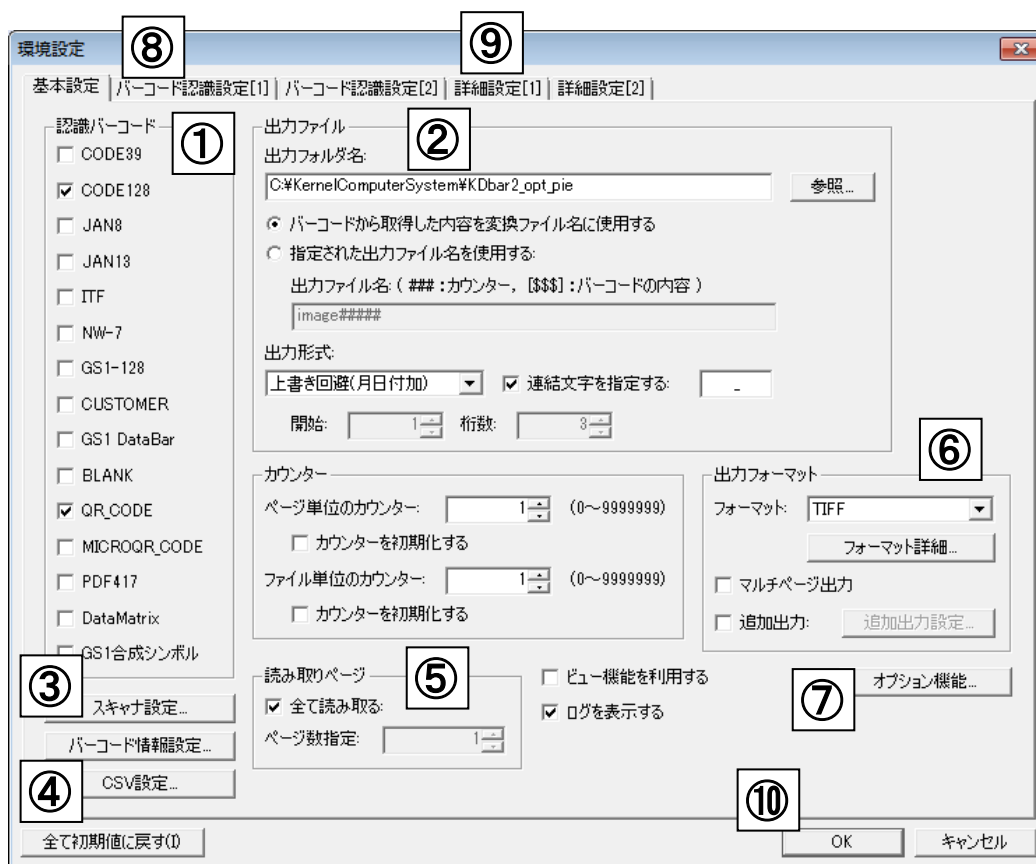 ⑧
⑨
環境設定
基本設定 バーコード認識設定[1] バーコード認識設定[2] 詳細設定[1] 詳細設定[2]
認識バーコード
①
CODE39
CODE128
JAN8
JAN13
ITF
NW-7
GS1-128
CUSTOMER
GS1 DataBar
BLANK
QR_CODE
MICROQR_CODE
PDF417
DataMatrix
GS1合成シンボル
③
スキャナ設定...
バーコード情報設定...
④
CSV設定...
出力ファイル
②
出力フォルダ名:
C:¥KernelComputerSystem¥KDbar2_opt_pie
参照...
バーコードから取得した内容を変換ファイル名に使用する
指定された出力ファイル名を使用する:
出力ファイル名: ( ### :カウンター, [$$$] :バーコードの内容 )
image#####
出力形式:
上書き回避(月日付加) 連結文字を指定する: _
開始: 1 桁数: 3
カウンター
ページ単位のカウンター: 1 (0～9999999)
カウンターを初期化する
ファイル単位のカウンター: 1 (0～9999999)
カウンターを初期化する
⑥
出力フォーマット
フォーマット: TIFF
フォーマット詳細...
マルチページ出力
追加出力: 追加出力設定...
読み取りページ
⑤
全て読み取る:
ページ数指定: 1
ビュー機能を利用する
ログを表示する
⑦
オプション機能...
⑩
全て初期値に戻す(I)
OK
キャンセル